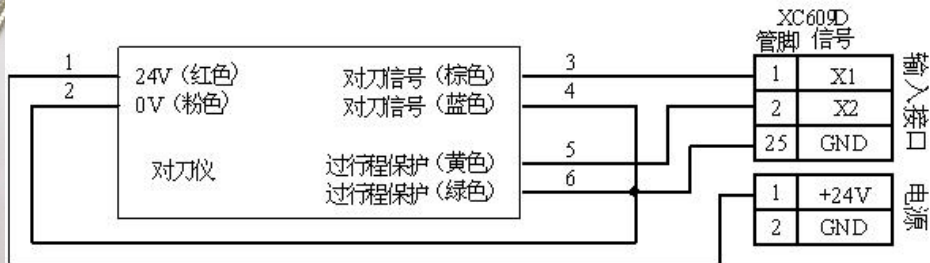 XC609D
管脚 信号
1
24V（红色）
2
0V（粉色）
对刀仪
对刀信号（棕色）
3
对刀信号（蓝色）
4
过行程保护（黄色）
5
过行程保护（绿色）
6
1 X1
2 X2
25 GND
输入接口
1 +24V
2 GND
电源